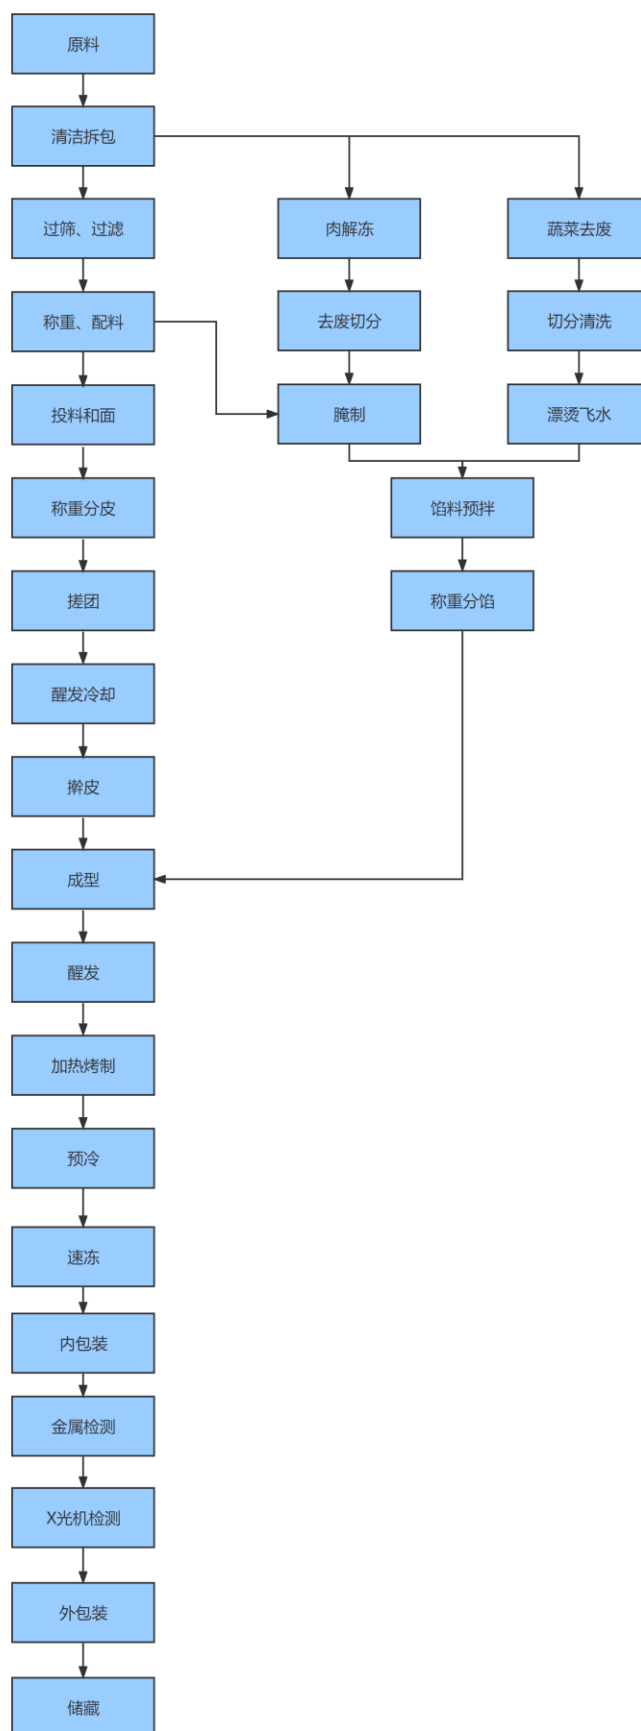 原料
清洁拆包
过筛、过滤
肉解冻
蔬菜去废
称重、配料
去废切分
切分清洗
投料和面
腌制
漂烫飞水
称重分皮
馅料预拌
搓团
称重分馅
醒发冷却
擀皮
成型
醒发
加热烤制
预冷
速冻
内包装
金属检测
X光机检测
外包装
储藏